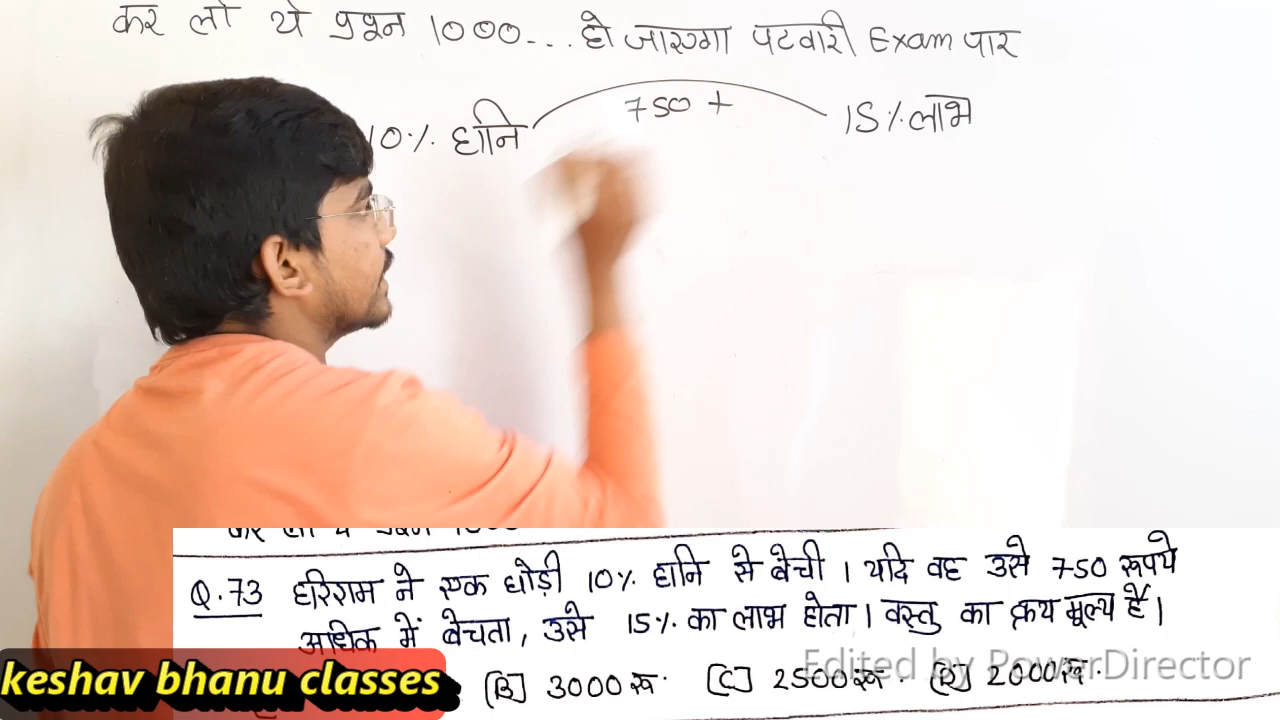 कर लो ये प्रश्न 1000... हो जाएगा पटवारी Exam पार
10% हानि 750 + 15% लाभ
Q.73 हरिराम ने एक घोड़ी 10% हानि से बेची । यदि वह उसे 750 रूपये
अधिक में बेचता, उसे 15% का लाभ होता । वस्तु का क्रय मूल्य है ।
(B) 3000 रू. (C) 2500 रू. (D) 2000 रू.
Edited by PowerDirector
keshav bhanu classes